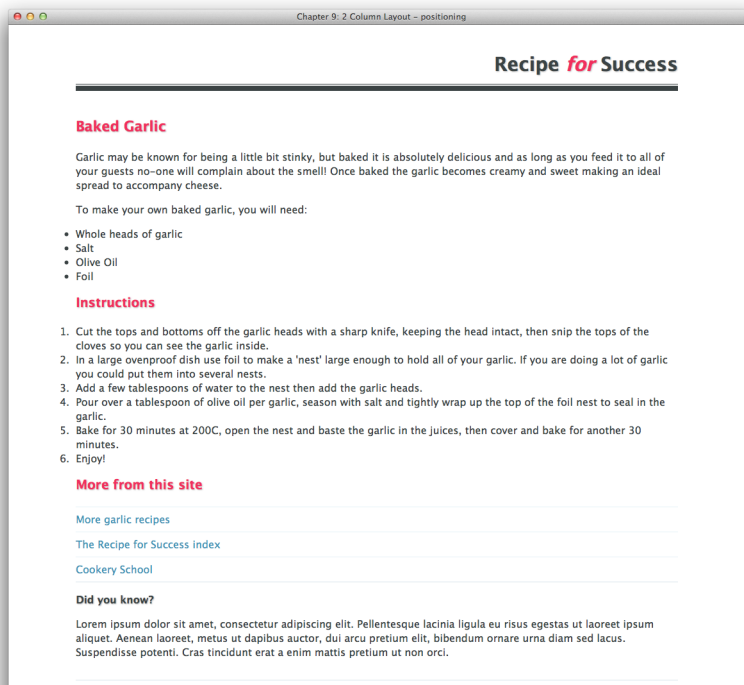 Chapter 9: 2 Column Layout – positioning
Recipe for Success
Baked Garlic
Garlic may be known for being a little bit stinky, but baked it is absolutely delicious and as long as you feed it to all of
your guests no-one will complain about the smell! Once baked the garlic becomes creamy and sweet making an ideal
spread to accompany cheese.
To make your own baked garlic, you will need:
• Whole heads of garlic
• Salt
• Olive Oil
• Foil
Instructions
1. Cut the tops and bottoms off the garlic heads with a sharp knife, keeping the head intact, then snip the tops of the
cloves so you can see the garlic inside.
2. In a large ovenproof dish use foil to make a 'nest' large enough to hold all of your garlic. If you are doing a lot of garlic
you could put them into several nests.
3. Add a few tablespoons of water to the nest then add the garlic heads.
4. Pour over a tablespoon of olive oil per garlic, season with salt and tightly wrap up the top of the foil nest to seal in the
garlic.
5. Bake for 30 minutes at 200C, open the nest and baste the garlic in the juices, then cover and bake for another 30
minutes.
6. Enjoy!
More from this site
More garlic recipes
The Recipe for Success index
Cookery School
Did you know?
Lorem ipsum dolor sit amet, consectetur adipiscing elit. Pellentesque lacinia ligula eu risus egestas ut laoreet ipsum
aliquet. Aenean laoreet, metus ut dapibus auctor, dui arcu pretium elit, bibendum ornare urna diam sed lacus.
Suspendisse potenti. Cras tincidunt erat a enim mattis pretium ut non orci.